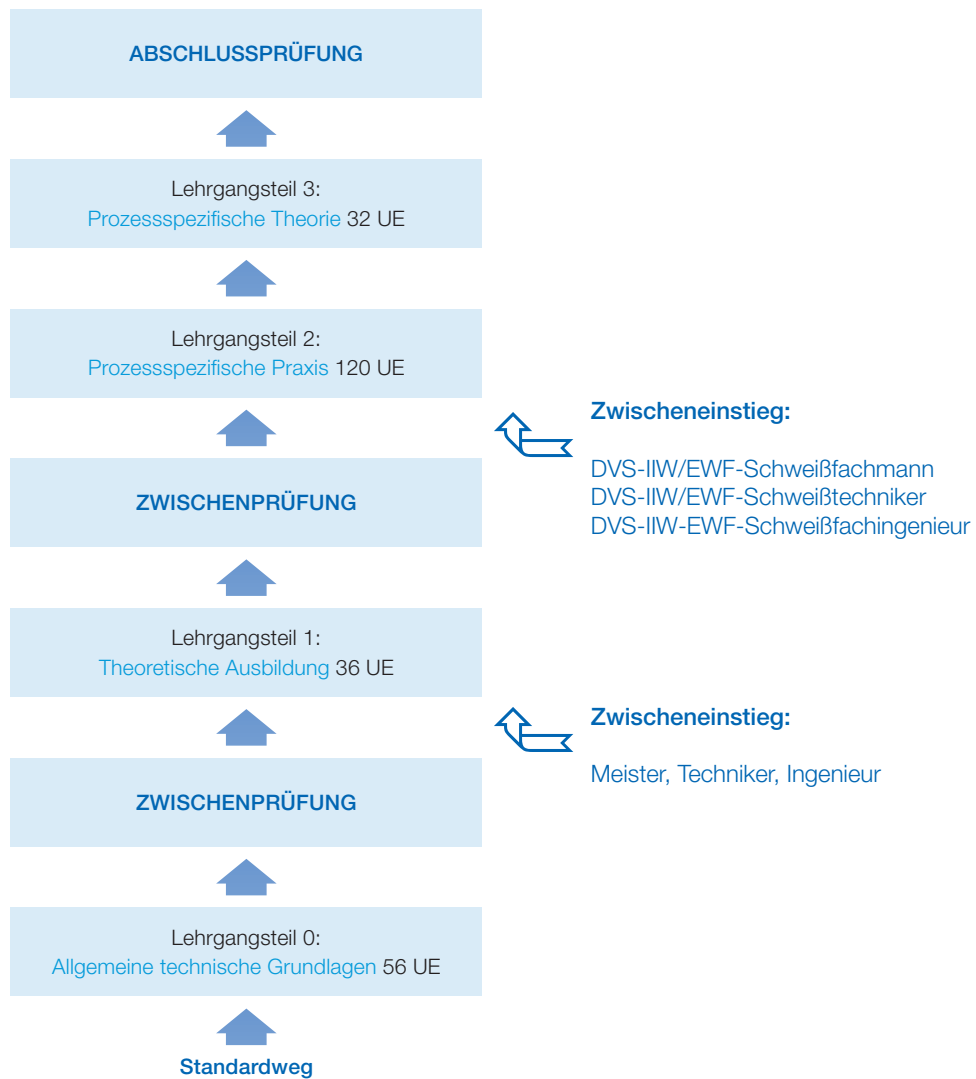 ABSCHLUSSPRÜFUNG
Lehrgangsteil 3:
Prozessspezifische Theorie 32 UE
Lehrgangsteil 2:
Prozessspezifische Praxis 120 UE
Zwischeneinstieg:
DVS-IIW/EWF-Schweißfachmann
DVS-IIW/EWF-Schweißtechniker
DVS-IIW-EWF-Schweißfachingenieur
ZWISCHENPRÜFUNG
Lehrgangsteil 1:
Theoretische Ausbildung 36 UE
Zwischeneinstieg:
Meister, Techniker, Ingenieur
ZWISCHENPRÜFUNG
Lehrgangsteil 0:
Allgemeine technische Grundlagen 56 UE
Standardweg